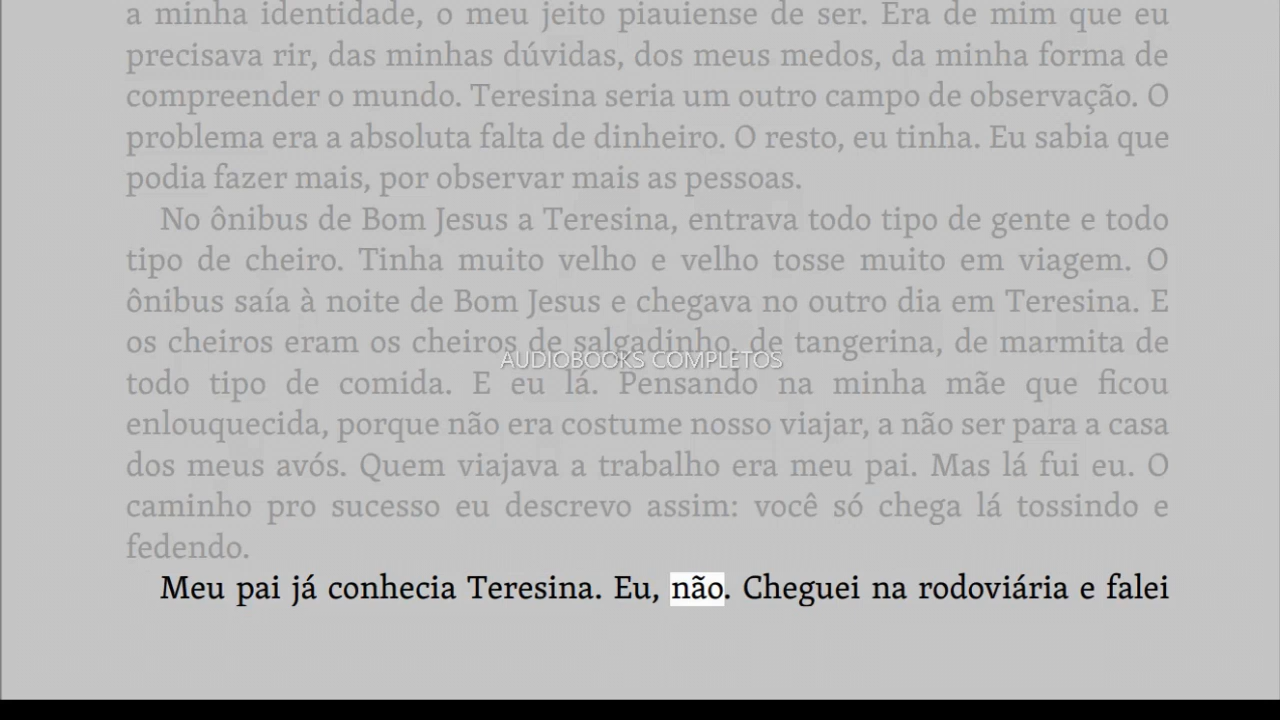 a minha identidade, o meu jeito piauiense de ser. Era de mim que eu
precisava rir, das minhas dúvidas, dos meus medos, da minha forma de
compreender o mundo. Teresina seria um outro campo de observação. O
problema era a absoluta falta de dinheiro. O resto, eu tinha. Eu sabia que
podia fazer mais, por observar mais as pessoas.
No ônibus de Bom Jesus a Teresina, entrava todo tipo de gente e todo
tipo de cheiro. Tinha muito velho e velho tosse muito em viagem. O
ônibus saía à noite de Bom Jesus e chegava no outro dia em Teresina. E
os cheiros eram os cheiros de salgadinho, de tangerina, de marmita de
AUDIOBOOKS COMPLETOS
todo tipo de comida. E eu lá. Pensando na minha mãe que ficou
enlouquecida, porque não era costume nosso viajar, a não ser para a casa
dos meus avós. Quem viajava a trabalho era meu pai. Mas lá fui eu. O
caminho pro sucesso eu descrevo assim: você só chega lá tossindo e
fedendo.
Meu pai já conhecia Teresina. Eu, não. Cheguei na rodoviária e falei